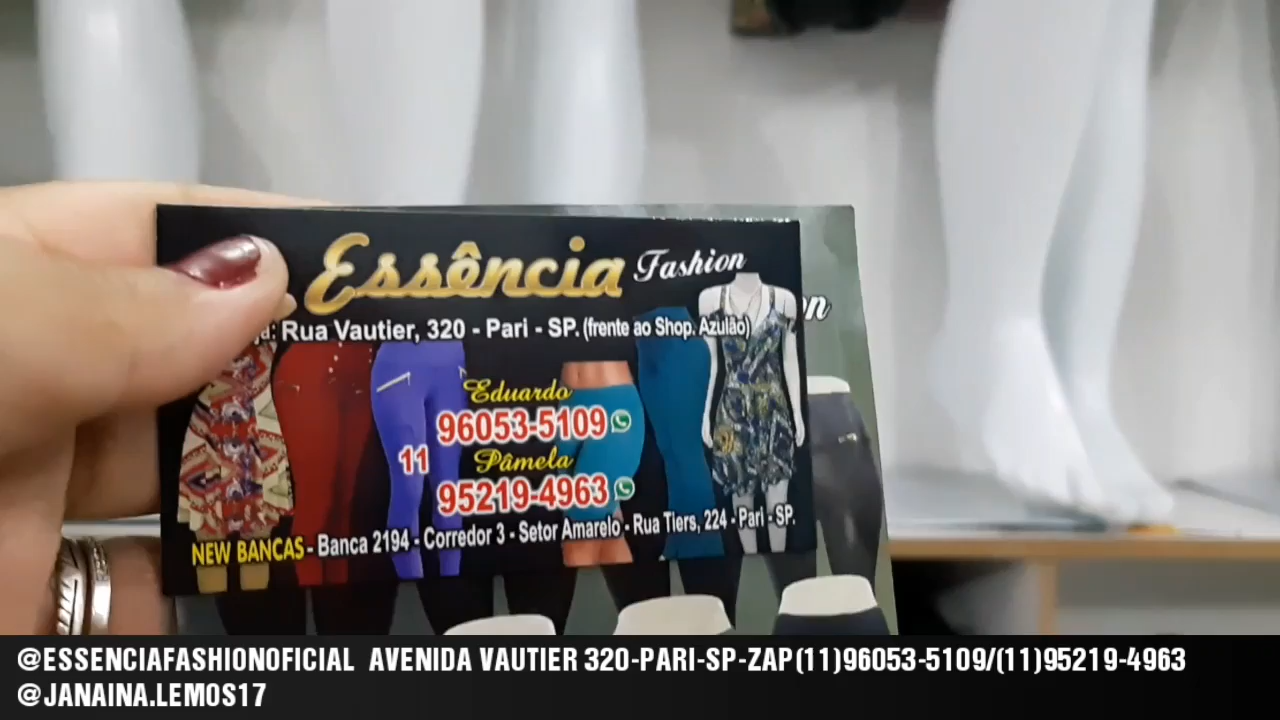 Essência Fashion
Rua Vautier, 320 - Pari - SP. (frente ao Shop. Azulão)
Eduardo
96053-5109
11
Pâmela
95219-4963
NEW BANCAS - Banca 2194 - Corredor 3 - Setor Amarelo - Rua Tiers, 224 - Pari - SP.
@ESSENCIAFASHIONOFICIAL AVENIDA VAUTIER 320-PARI-SP-ZAP(11)96053-5109/(11)95219-4963
@JANAINA.LEMOS17